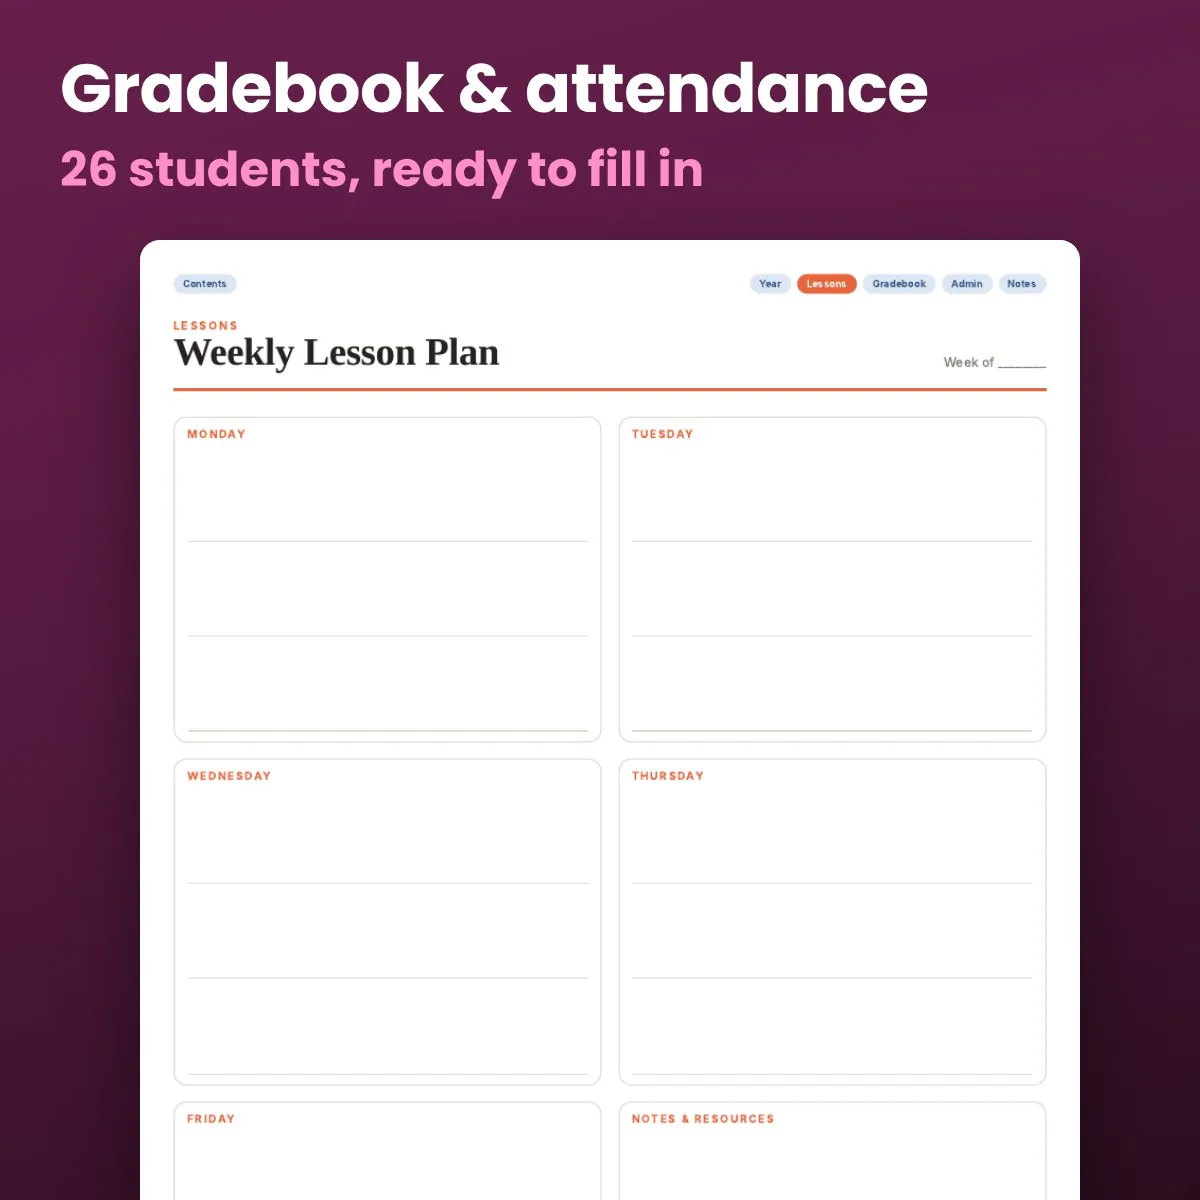 Gradebook & attendance
26 students, ready to fill in
Contents Year Lessons Gradebook Admin Notes
LESSONS
Weekly Lesson Plan
Week of ________
MONDAY TUESDAY
WEDNESDAY THURSDAY
FRIDAY NOTES & RESOURCES